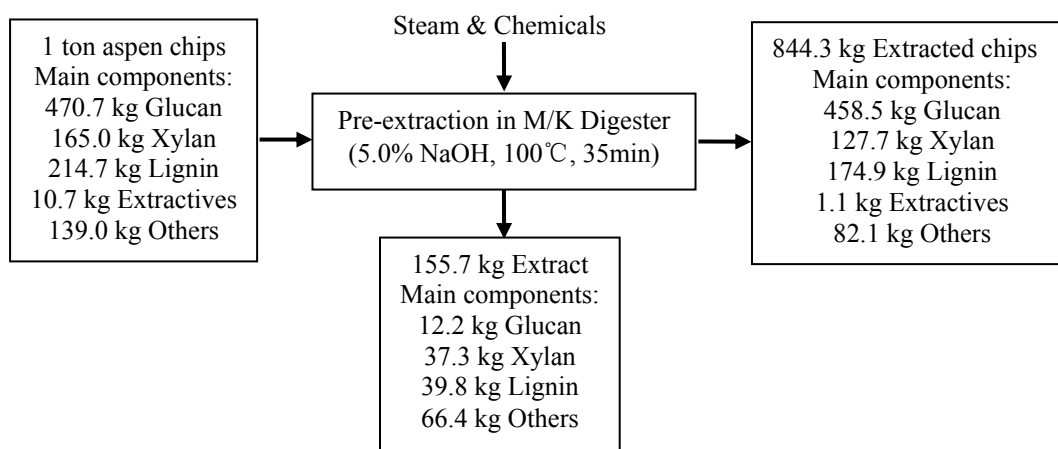 Steam & Chemicals
1 ton aspen chips
Main components:
470.7 kg Glucan
165.0 kg Xylan
214.7 kg Lignin
10.7 kg Extractives
139.0 kg Others
Pre-extraction in M/K Digester
(5.0% NaOH, 100℃, 35min)
844.3 kg Extracted chips
Main components:
458.5 kg Glucan
127.7 kg Xylan
174.9 kg Lignin
1.1 kg Extractives
82.1 kg Others
155.7 kg Extract
Main components:
12.2 kg Glucan
37.3 kg Xylan
39.8 kg Lignin
66.4 kg Others